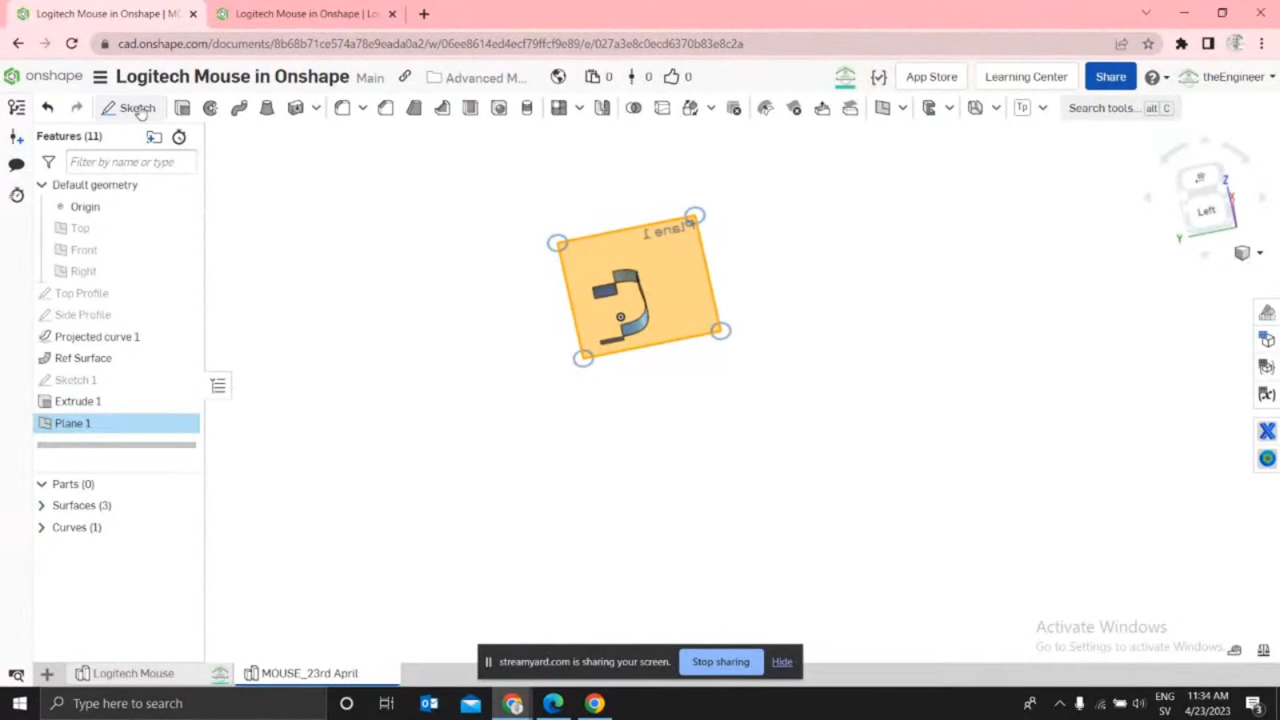 Logitech Mouse in Onshape | MC
Logitech Mouse in Onshape | Lo
cad.onshape.com/documents/8b68b71ce574a78e9eada0a2/w/06ee8614ed4ecf79ffcf9e89/e/027a3e8c0ecd6370b83e8c2a
onshape
Logitech Mouse in Onshape Main
Advanced M...
0
0
0
App Store
Learning Center
Share
theEngineer
Sketch
Tp
Search tools... alt C
Features (11)
Filter by name or type
Default geometry
Origin
Top
Front
Right
Top Profile
Side Profile
Projected curve 1
Ref Surface
Sketch 1
Extrude 1
Plane 1
Parts (0)
Surfaces (3)
Curves (1)
Plane 1
Z
X
Left
Y
(x)
Activate Windows
Go to Settings to activate Windows.
streamyard.com is sharing your screen.
Stop sharing
Hide
Logitech Mouse
MOUSE_23rd April
Type here to search
ENG
SV
11:34 AM
4/23/2023
3